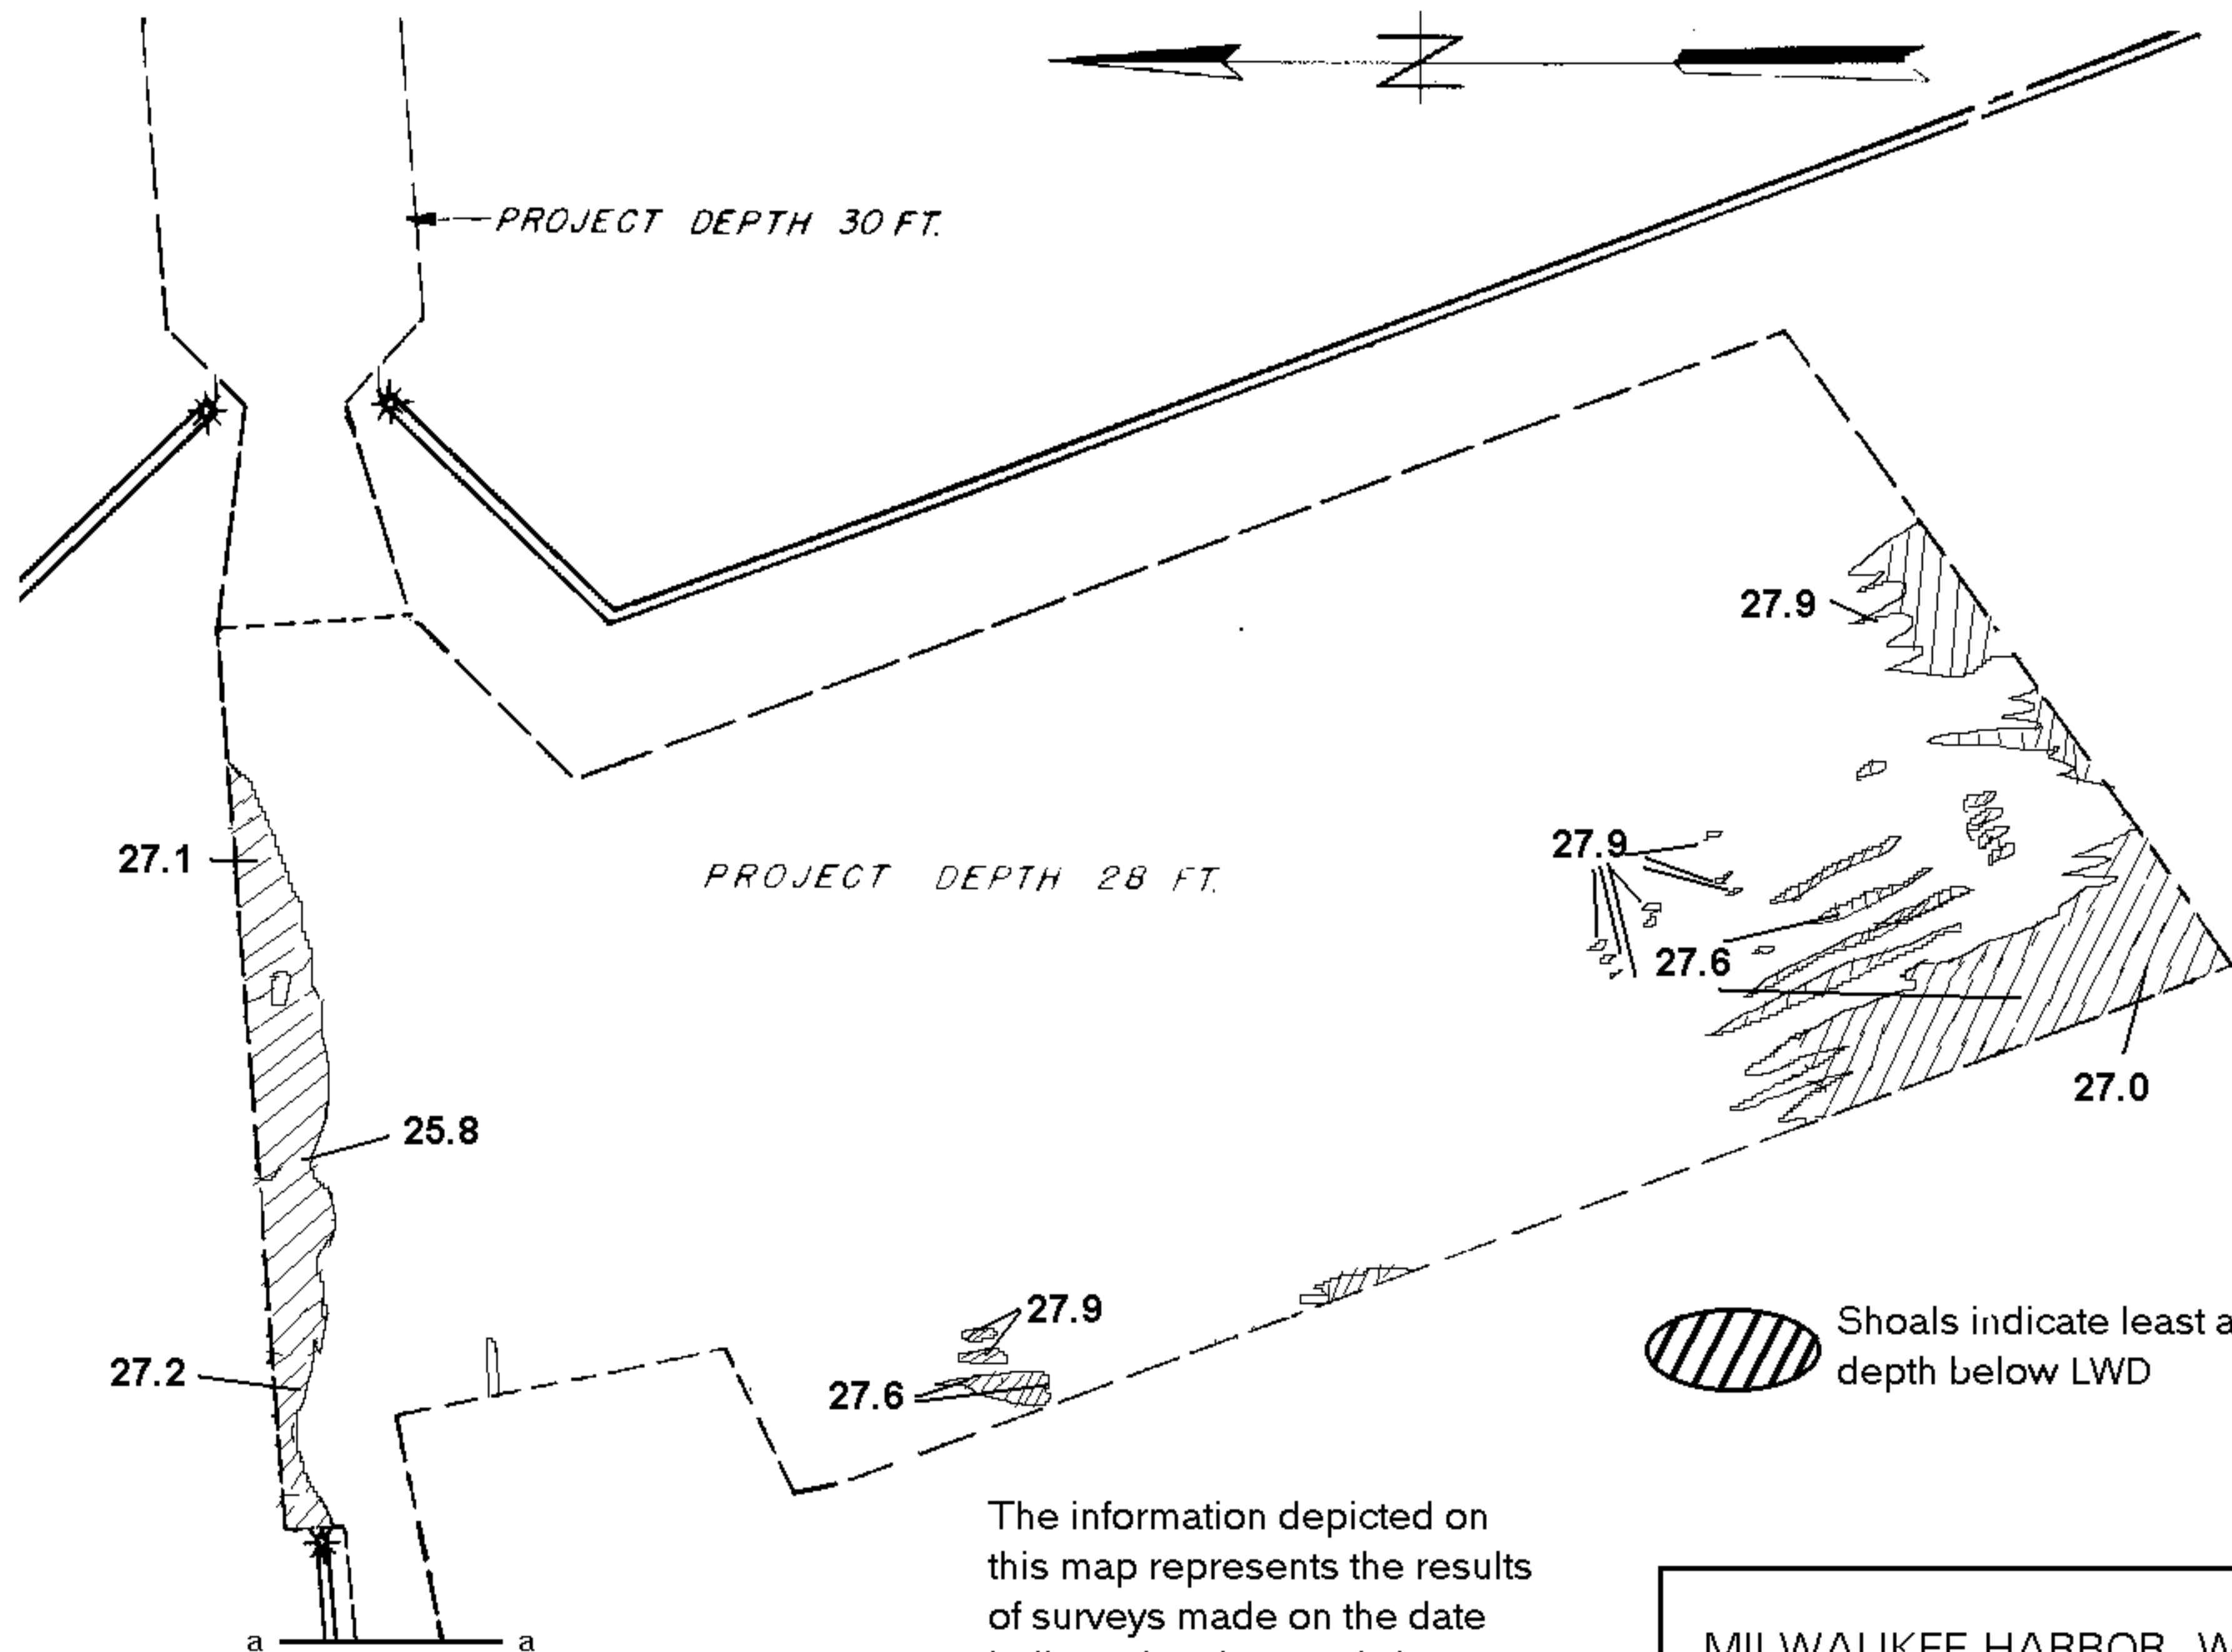 N
PROJECT DEPTH 30 FT.
27.9
27.1
PROJECT DEPTH 28 FT.
27.9
27.6
27.0
25.8
27.9
27.2
27.6
Shoals indicate least
depth below LWD
The information depicted on
this map represents the results
of surveys made on the date
a
a
MILWAUKEE HARBOR,